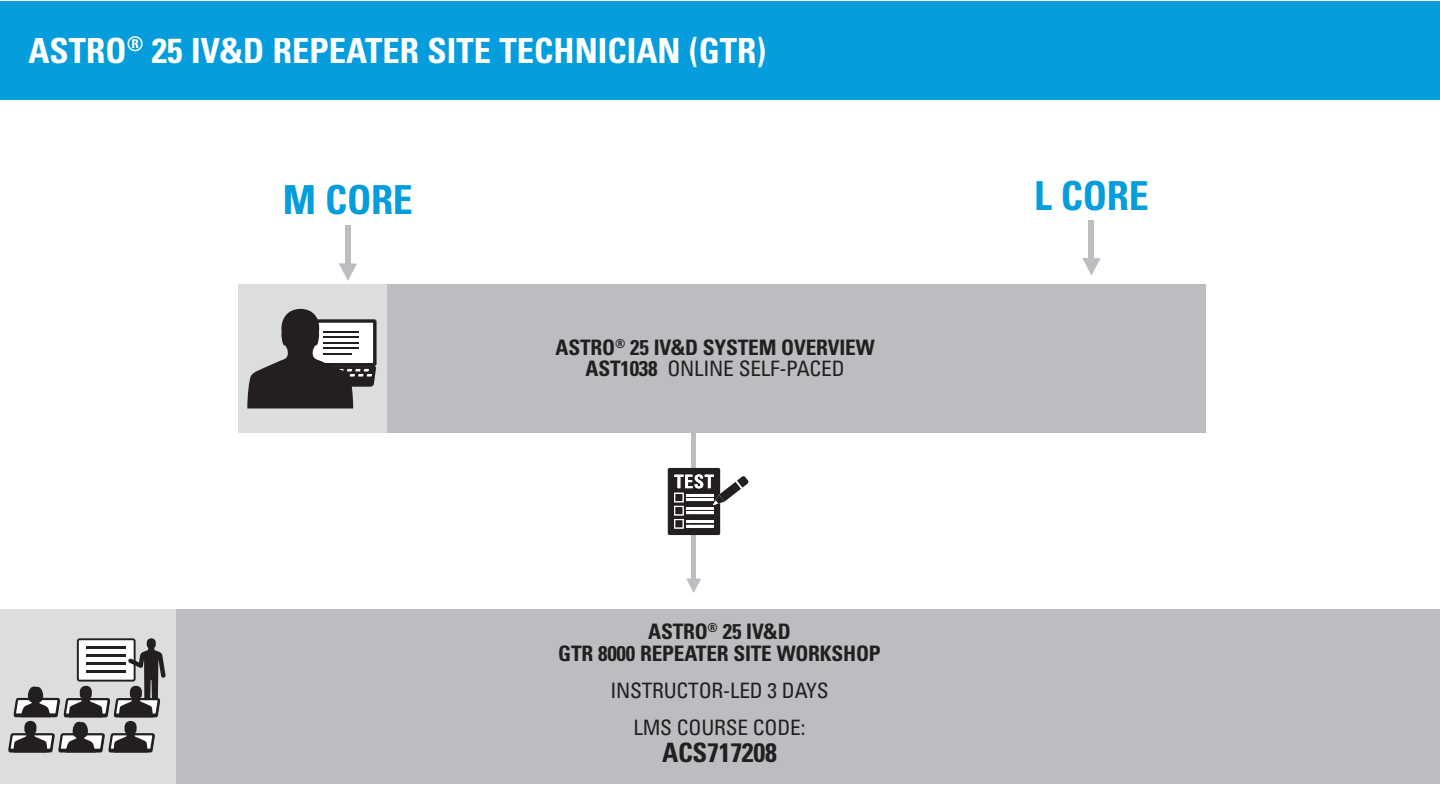 ASTRO® 25 IV&D REPEATER SITE TECHNICIAN (GTR)
M CORE
L CORE
ASTRO® 25 IV&D SYSTEM OVERVIEW
AST1038 ONLINE SELF-PACED
TEST
ASTRO® 25 IV&D
GTR 8000 REPEATER SITE WORKSHOP
INSTRUCTOR-LED 3 DAYS
LMS COURSE CODE:
ACS717208